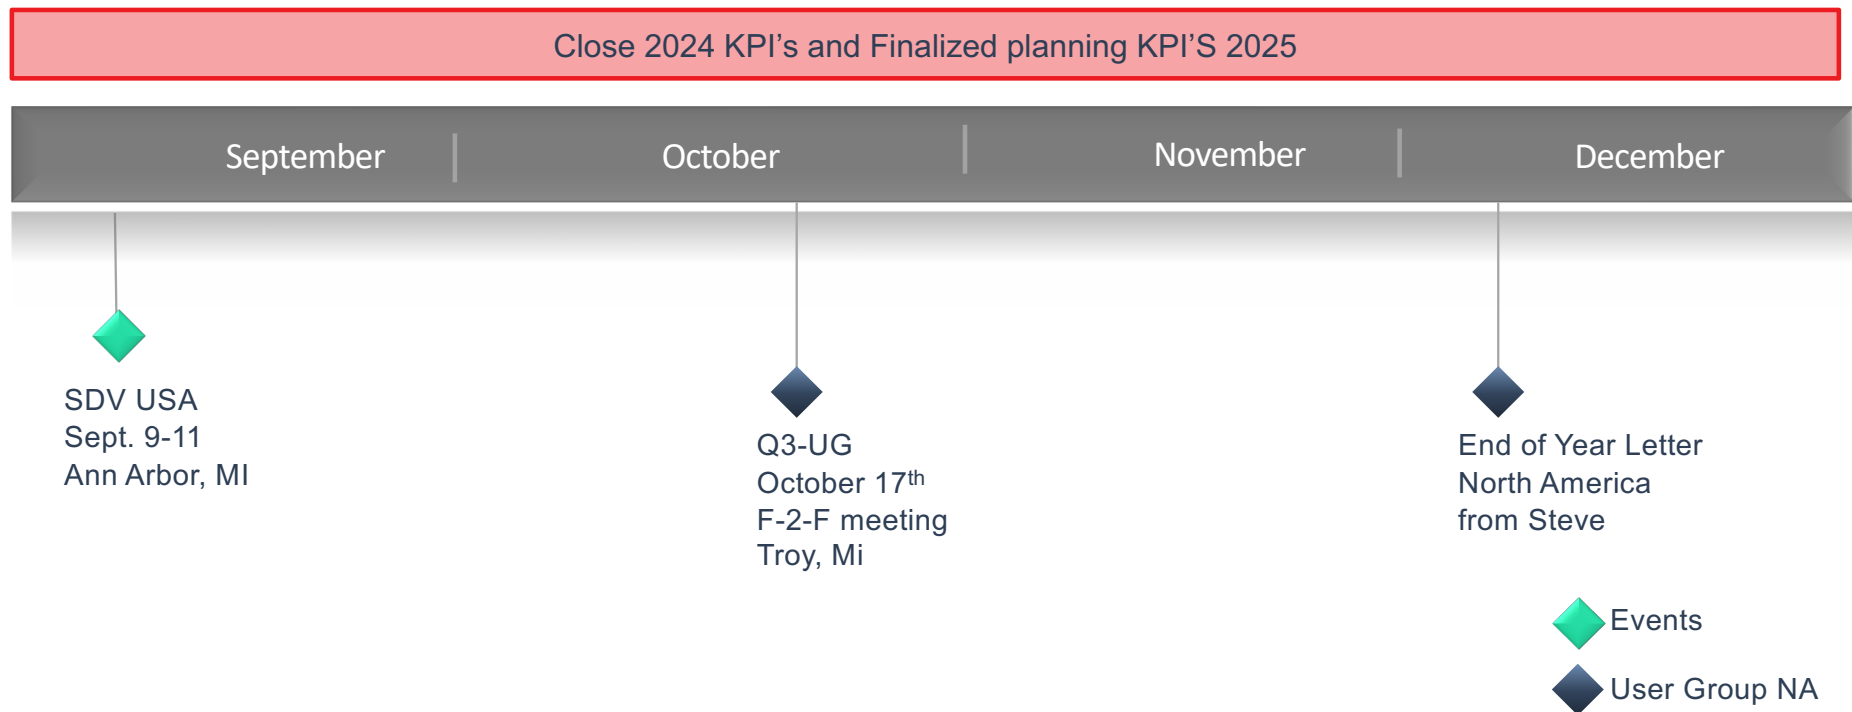 Close 2024 KPI’s and Finalized planning KPI’S 2025
September
October
November
December
SDV USA
Sept. 9-11
Ann Arbor, MI
Q3-UG
October 17th
F-2-F meeting
Troy, Mi
End of Year Letter
North America
from Steve
Events
User Group NA